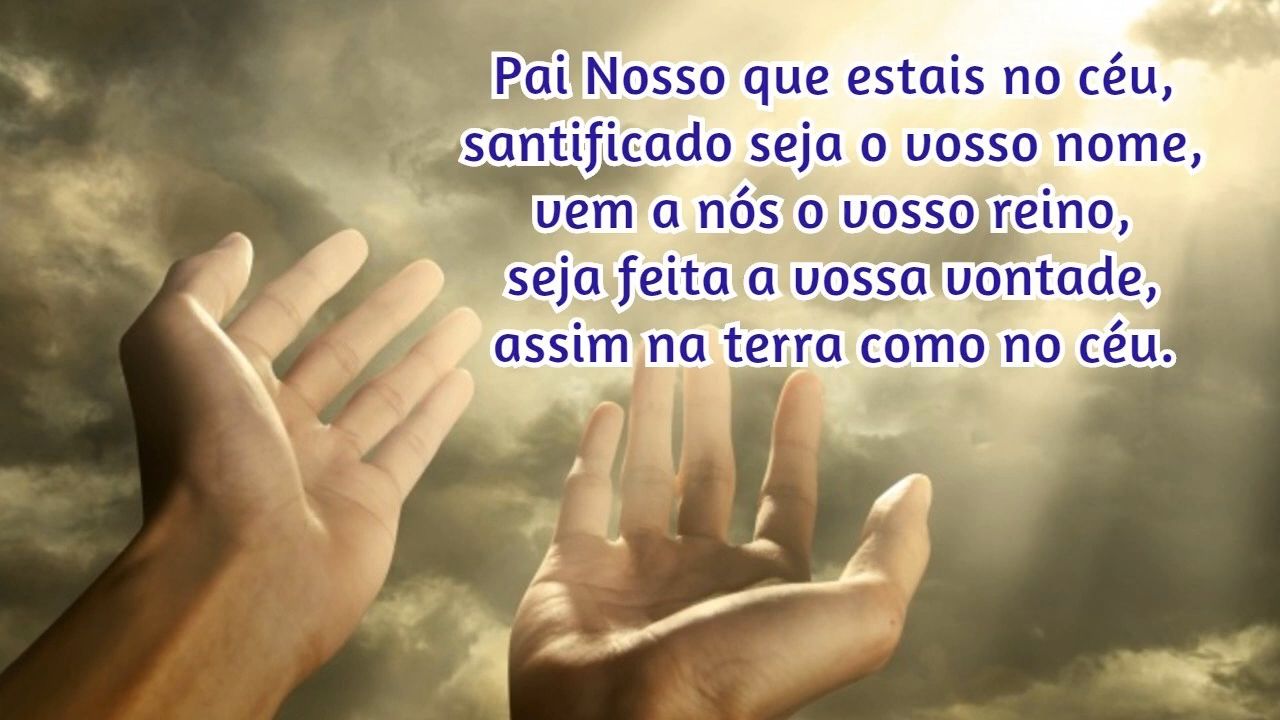 Pai Nosso que estais no céu,
santificado seja o vosso nome,
vem a nós o vosso reino,
seja feita a vossa vontade,
assim na terra como no céu.